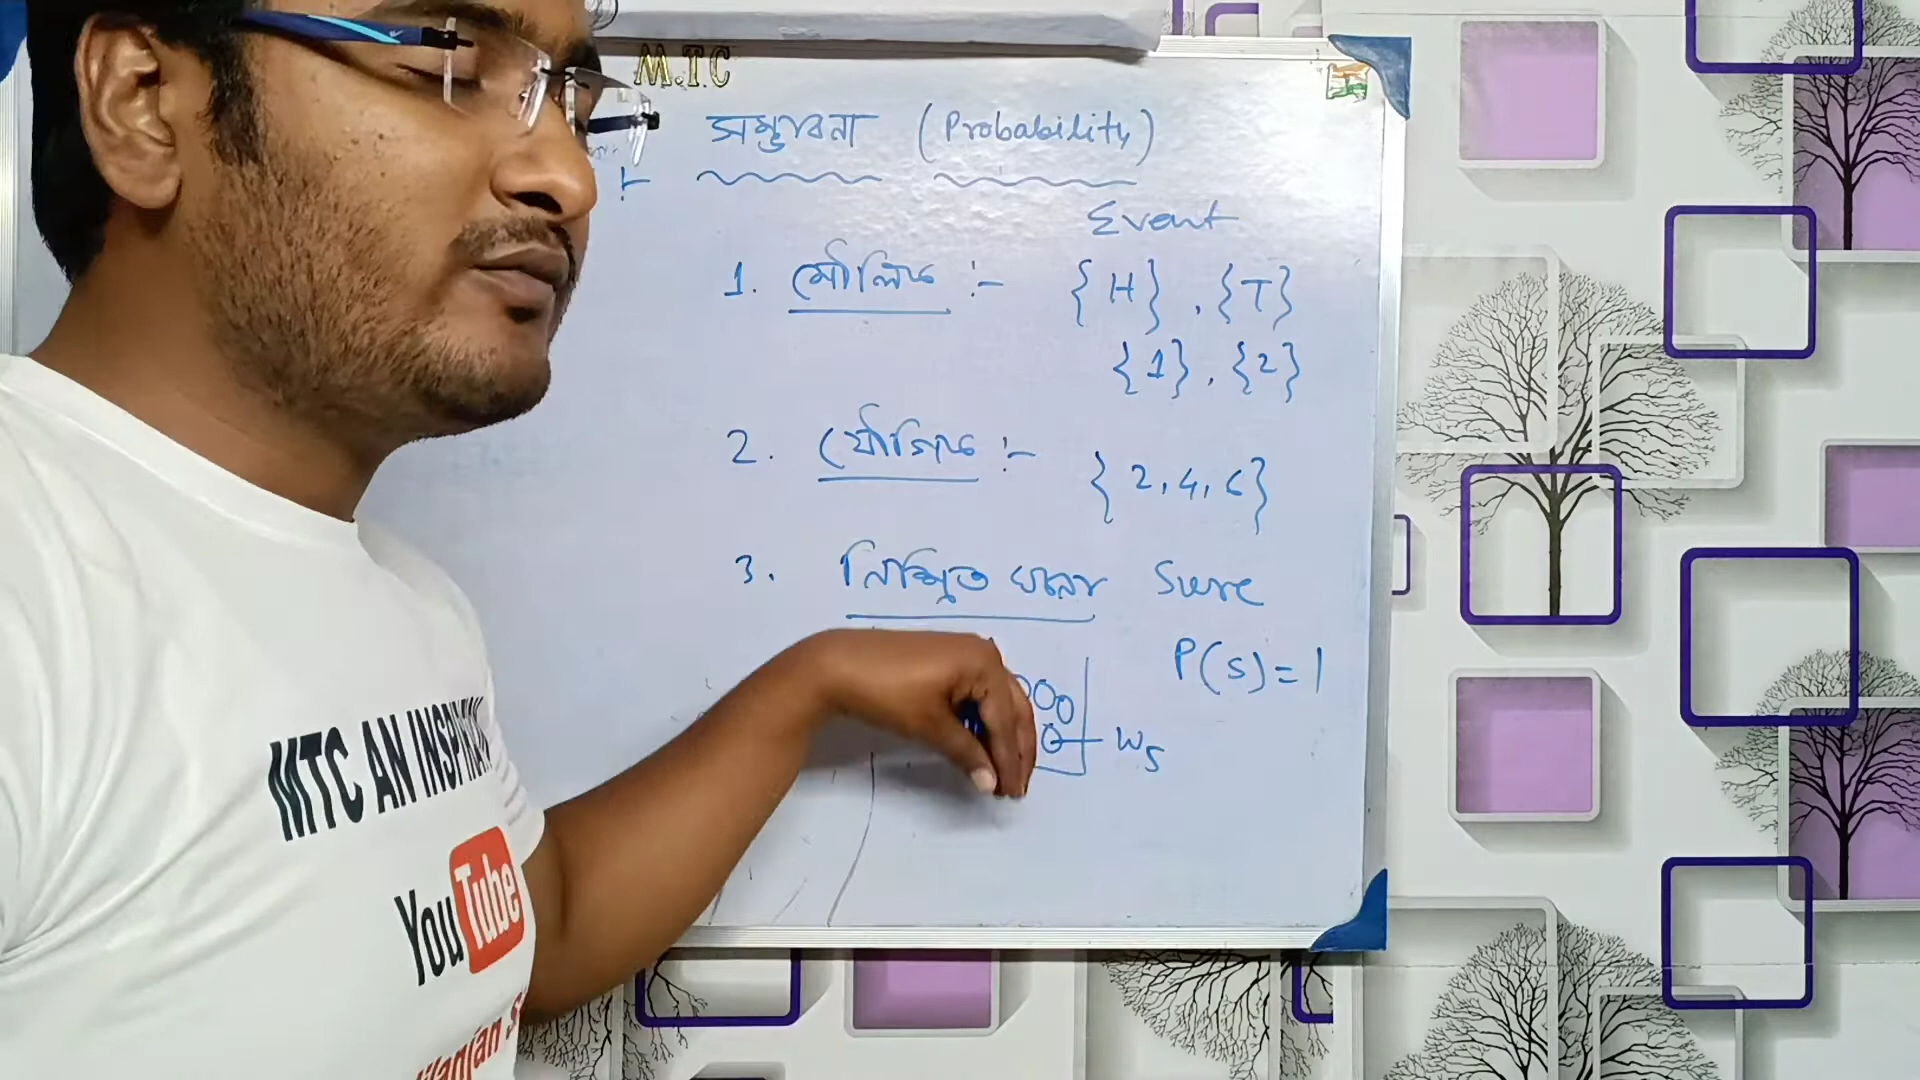 M.T.C
সম্ভাবনা (Probability)
Event
1. মৌলিক :- {H}, {T}
{1}, {2}
2. যৌগিক :- {2, 4, 6}
3. নিশ্চিত ঘটনা Sure
P(S) = 1
W5
MTC AN INSPIRA
YouTube